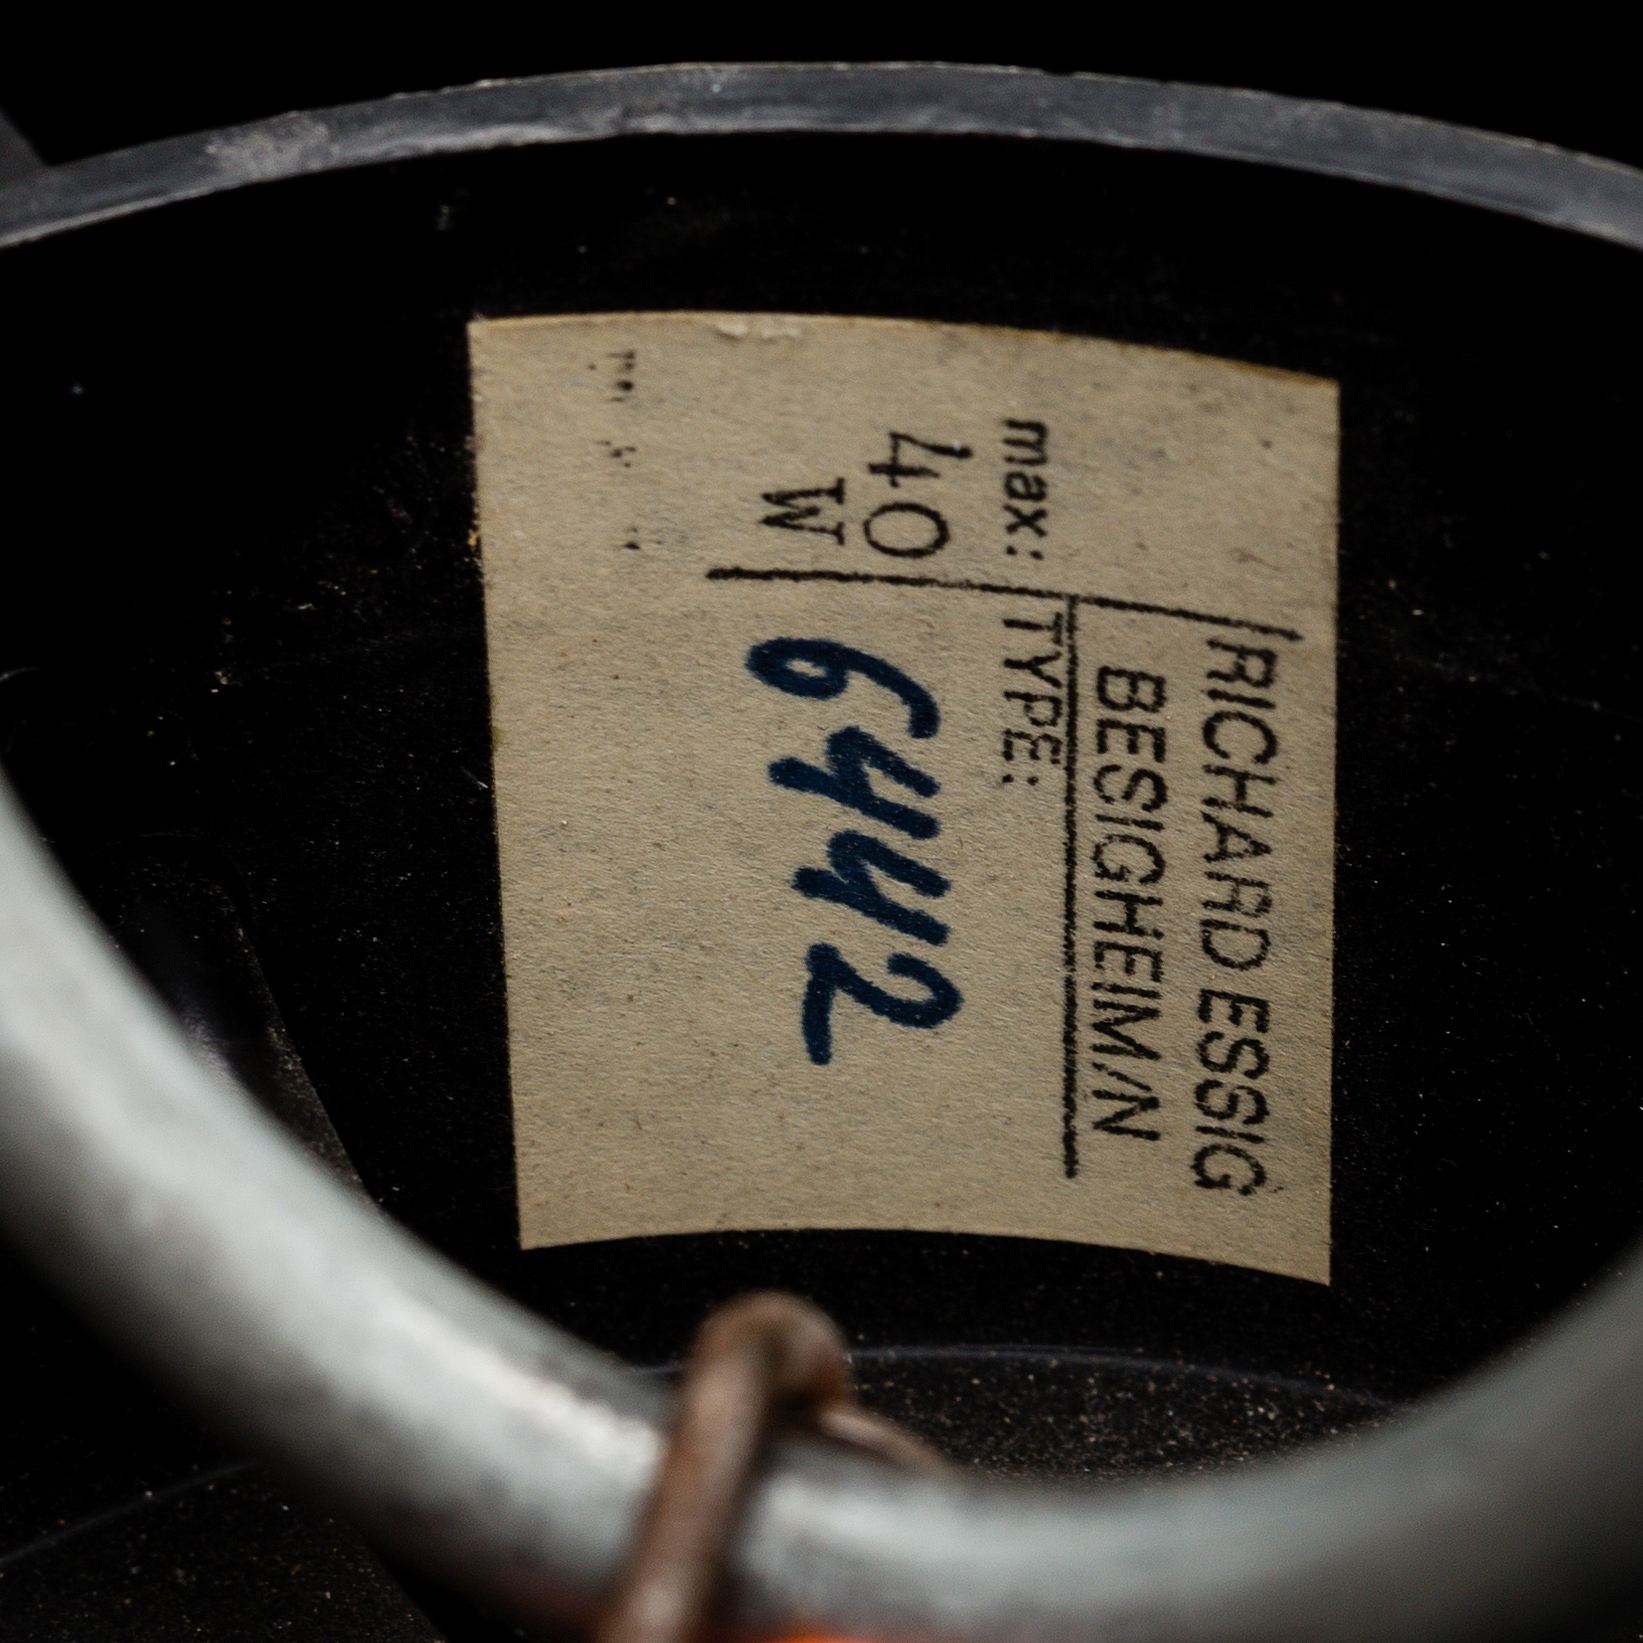 RICHARD ESSIG
BESIGHEIM/N
max: TYPE:
40 6442
W